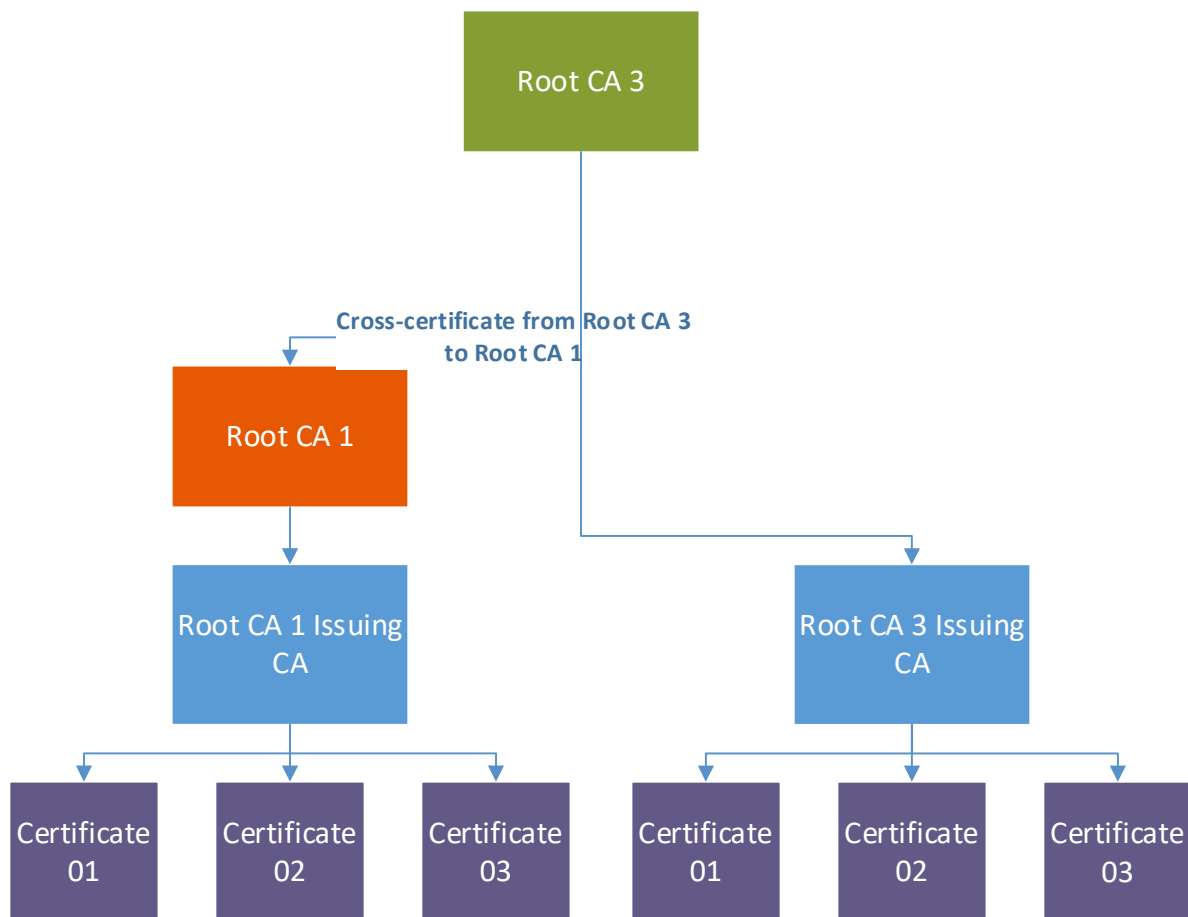 Root CA 3
Cross-certificate from Root CA 3
to Root CA 1
Root CA 1
Root CA 1 Issuing
CA
Root CA 3 Issuing
CA
Certificate
01
Certificate
02
Certificate
03
Certificate
01
Certificate
02
Certificate
03